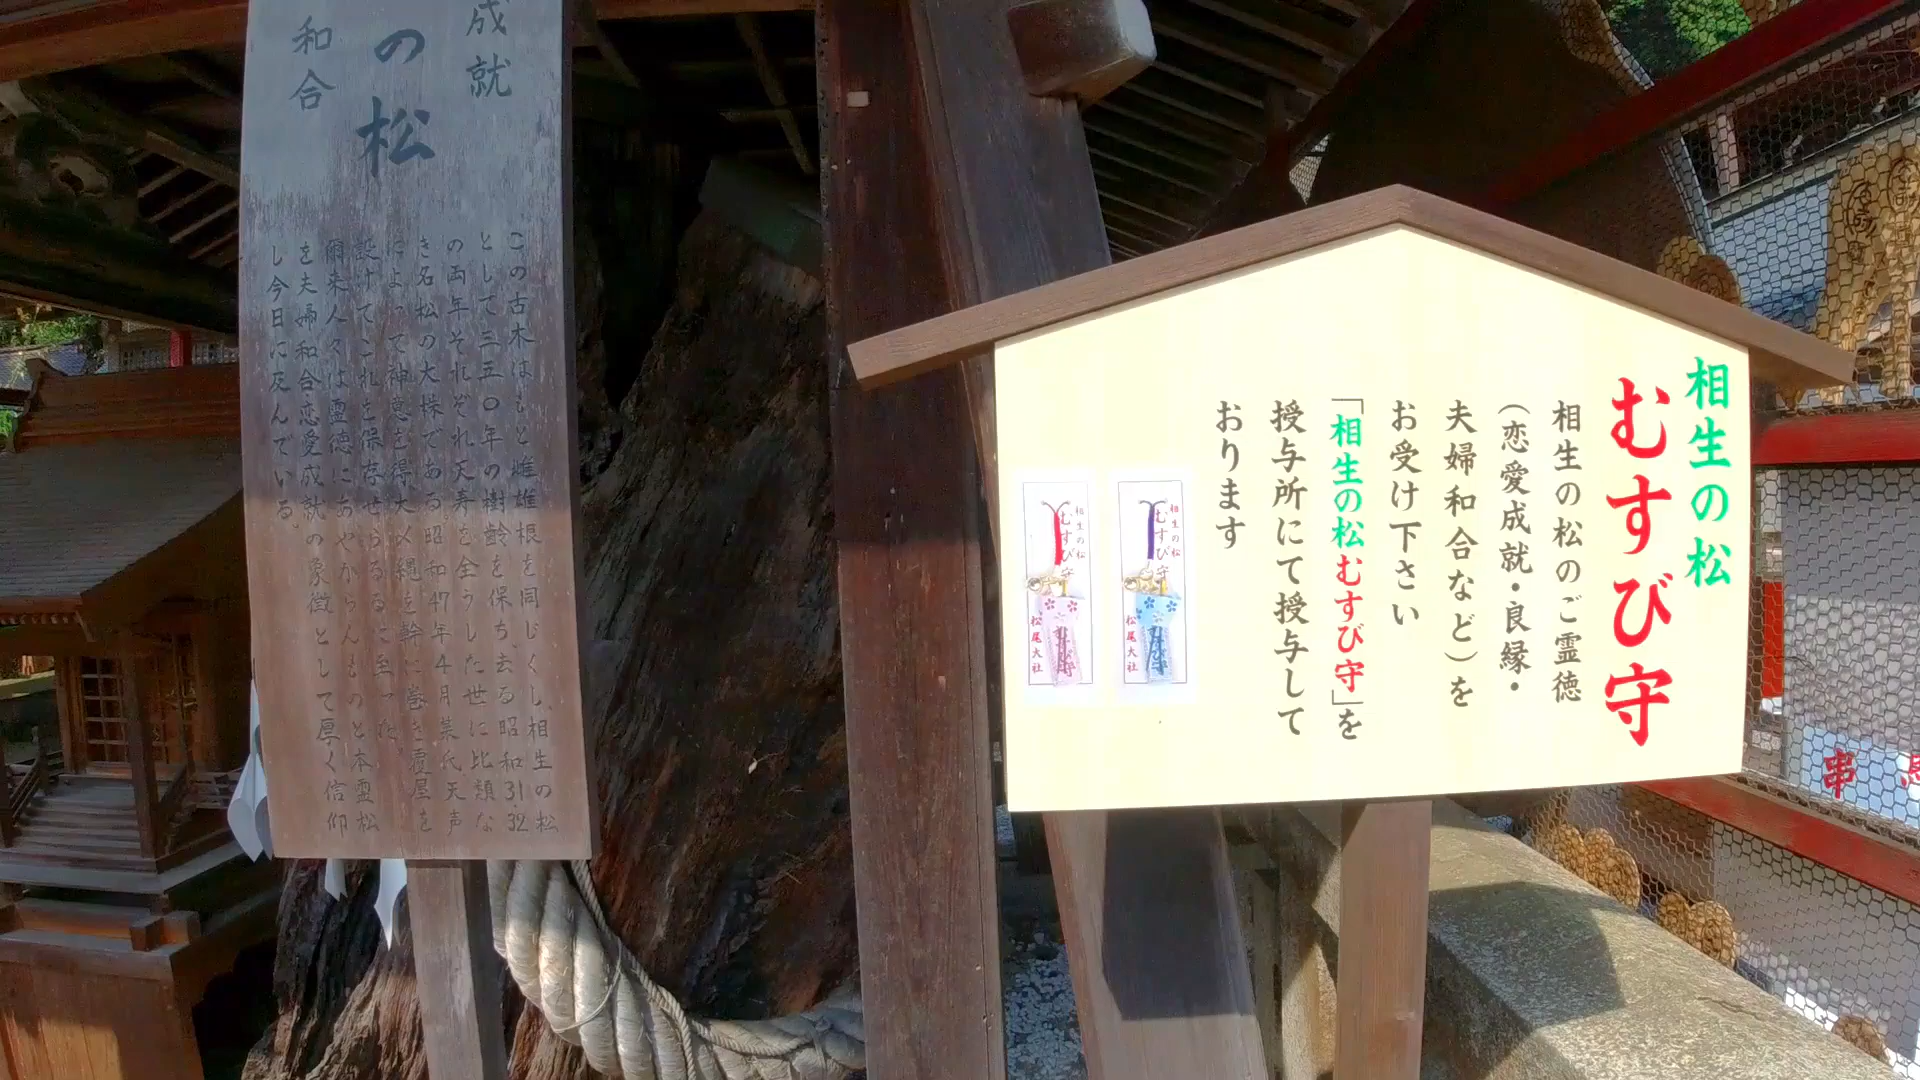 成就
の松
和合
この古木はもと雌雄根を同じくし、相生の松
として三五〇年の樹齢を保ち、去る昭和31、32
の両年それぞれ天寿を全うした世に比類な
き名松の大株である昭和47年4月某氏天声
によって神意を得大〆縄を幹に巻き覆屋を
設けてこれを保存せらるるに至った。
爾来人々は霊徳にあやからんものと本霊松
を夫婦和合恋愛成就の象徴として厚く信仰
し今日に及んでいる。
相生の松
むすび守
相生の松のご霊徳
(恋愛成就・良縁・
夫婦和合など)を
お受け下さい
「相生の松むすび守」を
授与所にて授与して
おります
相生の松
むすび守
松尾大社
相生の松
むすび守
松尾大社
串